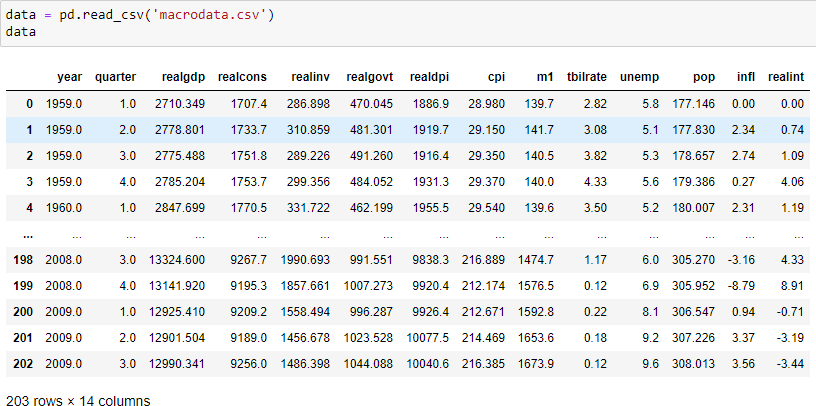 data = pd.read_csv('macrodata.csv')
data
year quarter realgdp realcons realinv realgovt realdpi cpi m1 tbilrate unemp pop infl realint
0 1959.0 1.0 2710.349 1707.4 286.898 470.045 1886.9 28.980 139.7 2.82 5.8 177.146 0.00 0.00
1 1959.0 2.0 2778.801 1733.7 310.859 481.301 1919.7 29.150 141.7 3.08 5.1 177.830 2.34 0.74
2 1959.0 3.0 2775.488 1751.8 289.226 491.260 1916.4 29.350 140.5 3.82 5.3 178.657 2.74 1.09
3 1959.0 4.0 2785.204 1753.7 299.356 484.052 1931.3 29.370 140.0 4.33 5.6 179.386 0.27 4.06
4 1960.0 1.0 2847.699 1770.5 331.722 462.199 1955.5 29.540 139.6 3.50 5.2 180.007 2.31 1.19
... ... ... ... ... ... ... ... ... ... ... ... ... ... ...
198 2008.0 3.0 13324.600 9267.7 1990.693 991.551 9838.3 216.889 1474.7 1.17 6.0 305.270 -3.16 4.33
199 2008.0 4.0 13141.920 9195.3 1857.661 1007.273 9920.4 212.174 1576.5 0.12 6.9 305.952 -8.79 8.91
200 2009.0 1.0 12925.410 9209.2 1558.494 996.287 9926.4 212.671 1592.8 0.22 8.1 306.547 0.94 -0.71
201 2009.0 2.0 12901.504 9189.0 1456.678 1023.528 10077.5 214.469 1653.6 0.18 9.2 307.226 3.37 -3.19
202 2009.0 3.0 12990.341 9256.0 1486.398 1044.088 10040.6 216.385 1673.9 0.12 9.6 308.013 3.56 -3.44
203 rows × 14 columns